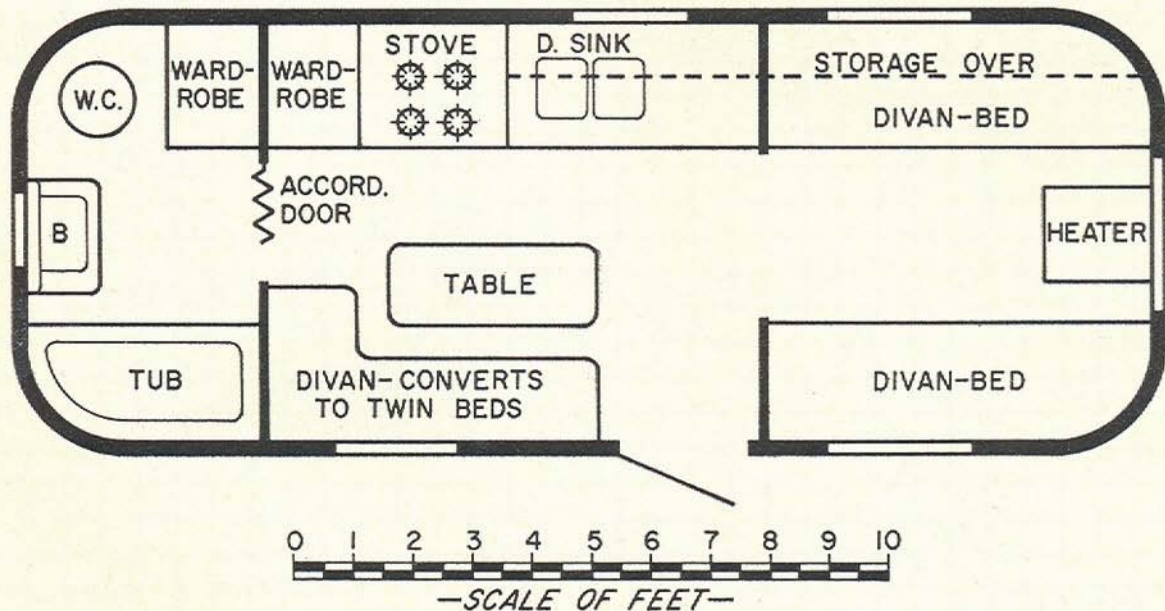 STOVE
D. SINK
WARD-
ROBE
WARD-
ROBE
W.C.
STORAGE OVER
DIVAN-BED
ACCORD.
DOOR
B
HEATER
TABLE
TUB
DIVAN-CONVERTS
TO TWIN BEDS
DIVAN-BED
0 1 2 3 4 5 6 7 8 9 10
—SCALE OF FEET—